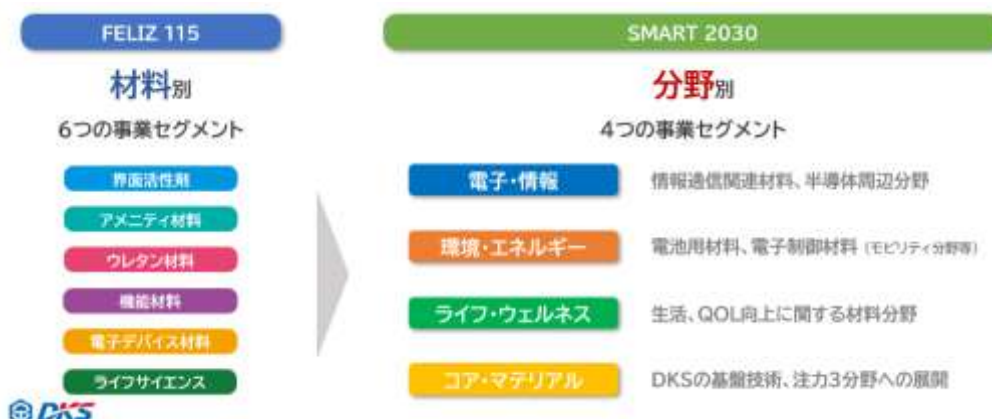 FELIZ 115
材料別
6つの事業セグメント
界面活性剤
アメニティ材料
ウレタン材料
機能材料
電子デバイス材料
ライフサイエンス
SMART 2030
分野別
4つの事業セグメント
電子・情報 情報通信関連材料、半導体周辺分野
環境・エネルギー 電池用材料、電子制御材料（モビリティ分野等）
ライフ・ウェルネス 生活、QOL向上に関する材料分野
コア・マテリアル DKSの基盤技術、注力3分野への展開
DKS